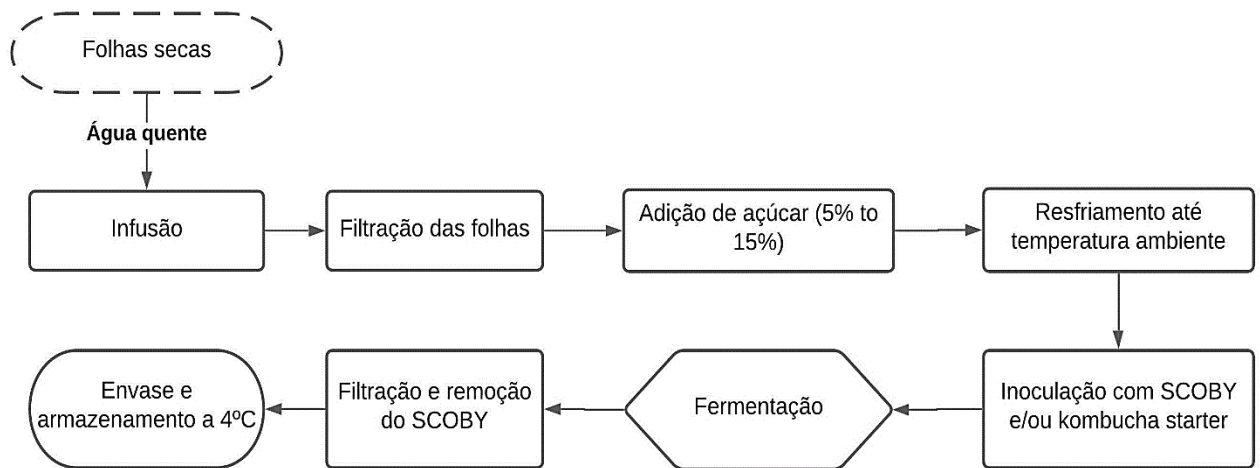 Folhas secas
Água quente
Infusão
Filtração das folhas
Adição de açúcar (5% to
15%)
Resfriamento até
temperatura ambiente
Inoculação com SCOBY
e/ou kombucha starter
Fermentação
Filtração e remoção
do SCOBY
Envase e
armazenamento a 4ºC